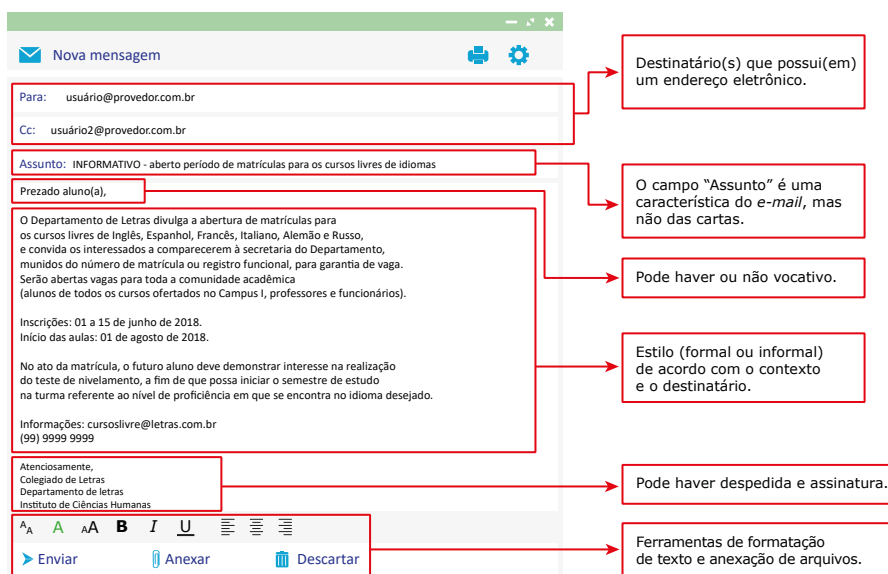 Nova mensagem
Para: usuário@provedor.com.br
Cc: usuário2@provedor.com.br
Assunto: INFORMATIVO - aberto período de matrículas para os cursos livres de idiomas
Prezado aluno(a),
O Departamento de Letras divulga a abertura de matrículas para
os cursos livres de Inglês, Espanhol, Francês, Italiano, Alemão e Russo,
e convida os interessados a comparecerem à secretaria do Departamento,
munidos do número de matrícula ou registro funcional, para garantia de vaga.
Serão abertas vagas para toda a comunidade acadêmica
(alunos de todos os cursos ofertados no Campus I, professores e funcionários).
Inscrições: 01 a 15 de junho de 2018.
Início das aulas: 01 de agosto de 2018.
No ato da matrícula, o futuro aluno deve demonstrar interesse na realização
do teste de nivelamento, a fim de que possa iniciar o semestre de estudo
na turma referente ao nível de proficiência em que se encontra no idioma desejado.
Informações: cursoslivre@letras.com.br
(99) 9999 9999
Atenciosamente,
Colegiado de Letras
Departamento de letras
Instituto de Ciências Humanas
AA A AA B I U
Enviar Anexar Descartar
Destinatário(s) que possui(em)
um endereço eletrônico.
O campo “Assunto” é uma
característica do e-mail, mas
não das cartas.
Pode haver ou não vocativo.
Estilo (formal ou informal)
de acordo com o contexto
e o destinatário.
Pode haver despedida e assinatura.
Ferramentas de formatação
de texto e anexação de arquivos.